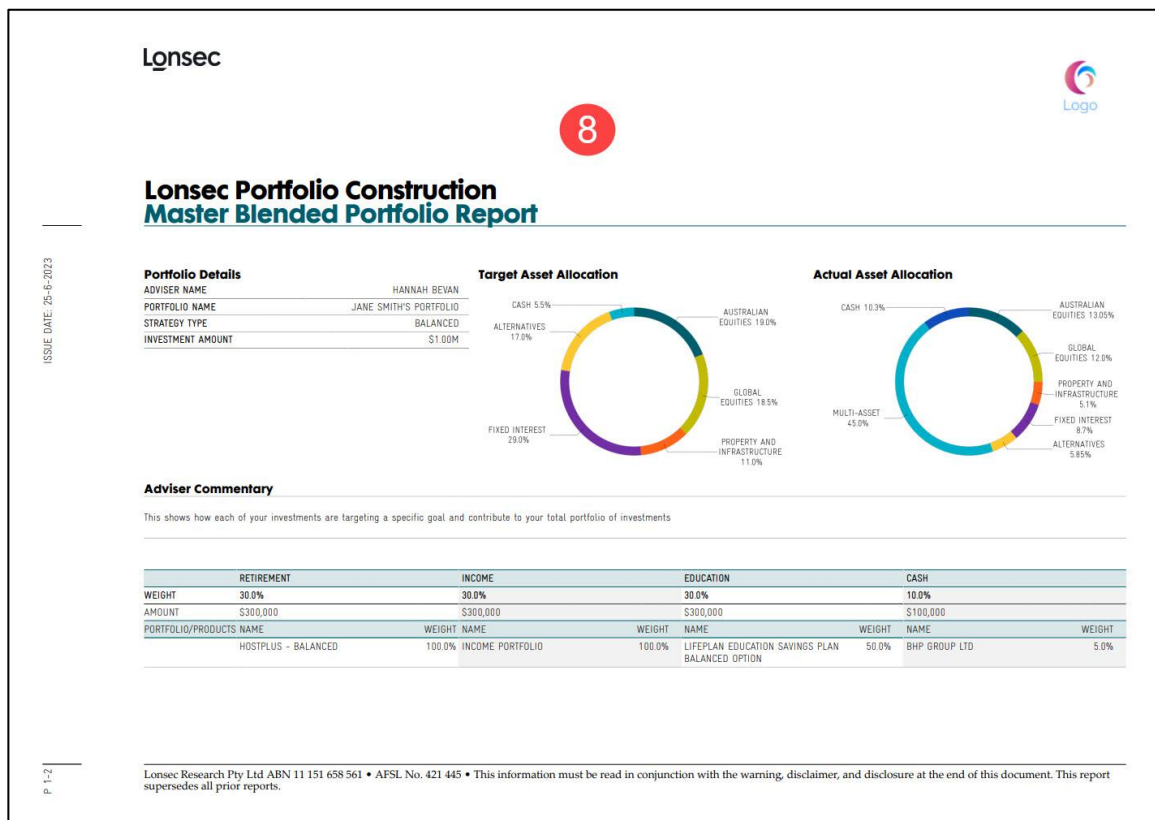 Lonsec
Logo
8
Lonsec Portfolio Construction
Master Blended Portfolio Report
ISSUE DATE: 25-6-2023
Portfolio Details
ADVISER NAME HANNAH BEVAN
PORTFOLIO NAME JANE SMITH'S PORTFOLIO
STRATEGY TYPE BALANCED
INVESTMENT AMOUNT $1.00M
Target Asset Allocation
CASH 5.5%
AUSTRALIAN
EQUITIES 19.0%
ALTERNATIVES
17.0%
GLOBAL
EQUITIES 18.5%
FIXED INTEREST
29.0%
PROPERTY AND
INFRASTRUCTURE
11.0%
Actual Asset Allocation
CASH 10.3%
AUSTRALIAN
EQUITIES 13.05%
GLOBAL
EQUITIES 12.0%
PROPERTY AND
INFRASTRUCTURE
5.1%
MULTI-ASSET
45.0%
FIXED INTEREST
8.7%
ALTERNATIVES
5.85%
Adviser Commentary
This shows how each of your investments are targeting a specific goal and contribute to your total portfolio of investments
RETIREMENT INCOME EDUCATION CASH
WEIGHT 30.0% 30.0% 30.0% 10.0%
AMOUNT $300,000 $300,000 $300,000 $100,000
PORTFOLIO/PRODUCTS NAME WEIGHT NAME WEIGHT NAME WEIGHT NAME WEIGHT
HOSTPLUS - BALANCED 100.0% INCOME PORTFOLIO 100.0% LIFEPLAN EDUCATION SAVINGS PLAN 50.0% BHP GROUP LTD 5.0%
BALANCED OPTION
P 1-2
Lonsec Research Pty Ltd ABN 11 151 658 561 • AFSL No. 421 445 • This information must be read in conjunction with the warning, disclaimer, and disclosure at the end of this document. This report
supersedes all prior reports.